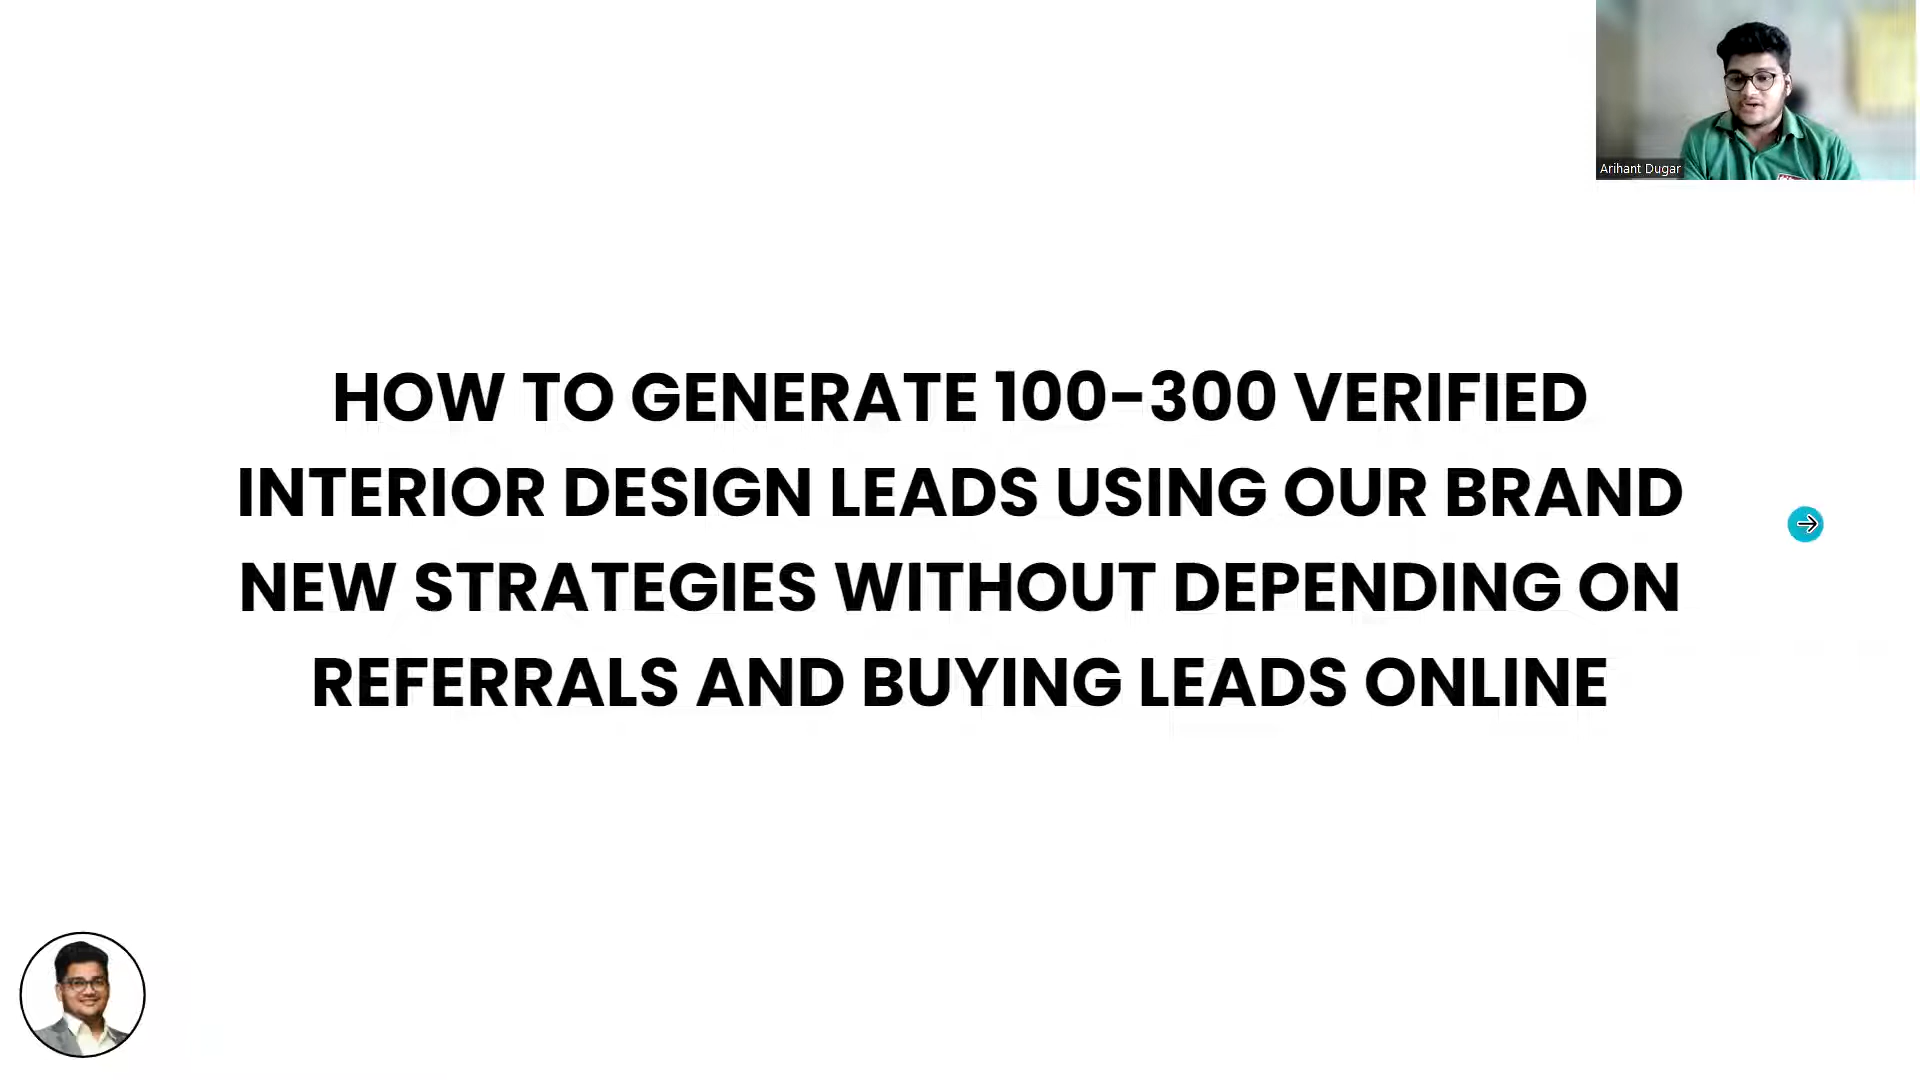 Arihant Dugar
HOW TO GENERATE 100-300 VERIFIED
INTERIOR DESIGN LEADS USING OUR BRAND
NEW STRATEGIES WITHOUT DEPENDING ON
REFERRALS AND BUYING LEADS ONLINE